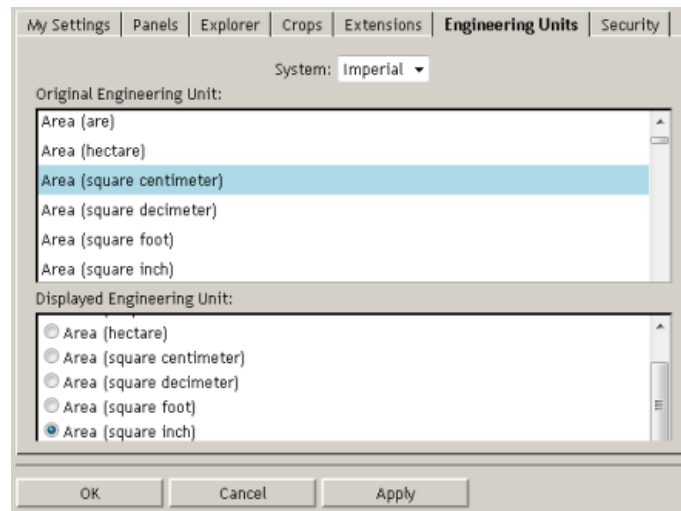 My Settings Panels Explorer Crops Extensions Engineering Units Security
System: Imperial
Original Engineering Unit:
Area (are)
Area (hectare)
Area (square centimeter)
Area (square decimeter)
Area (square foot)
Area (square inch)
Displayed Engineering Unit:
Area (hectare)
Area (square centimeter)
Area (square decimeter)
Area (square foot)
Area (square inch)
OK Cancel Apply